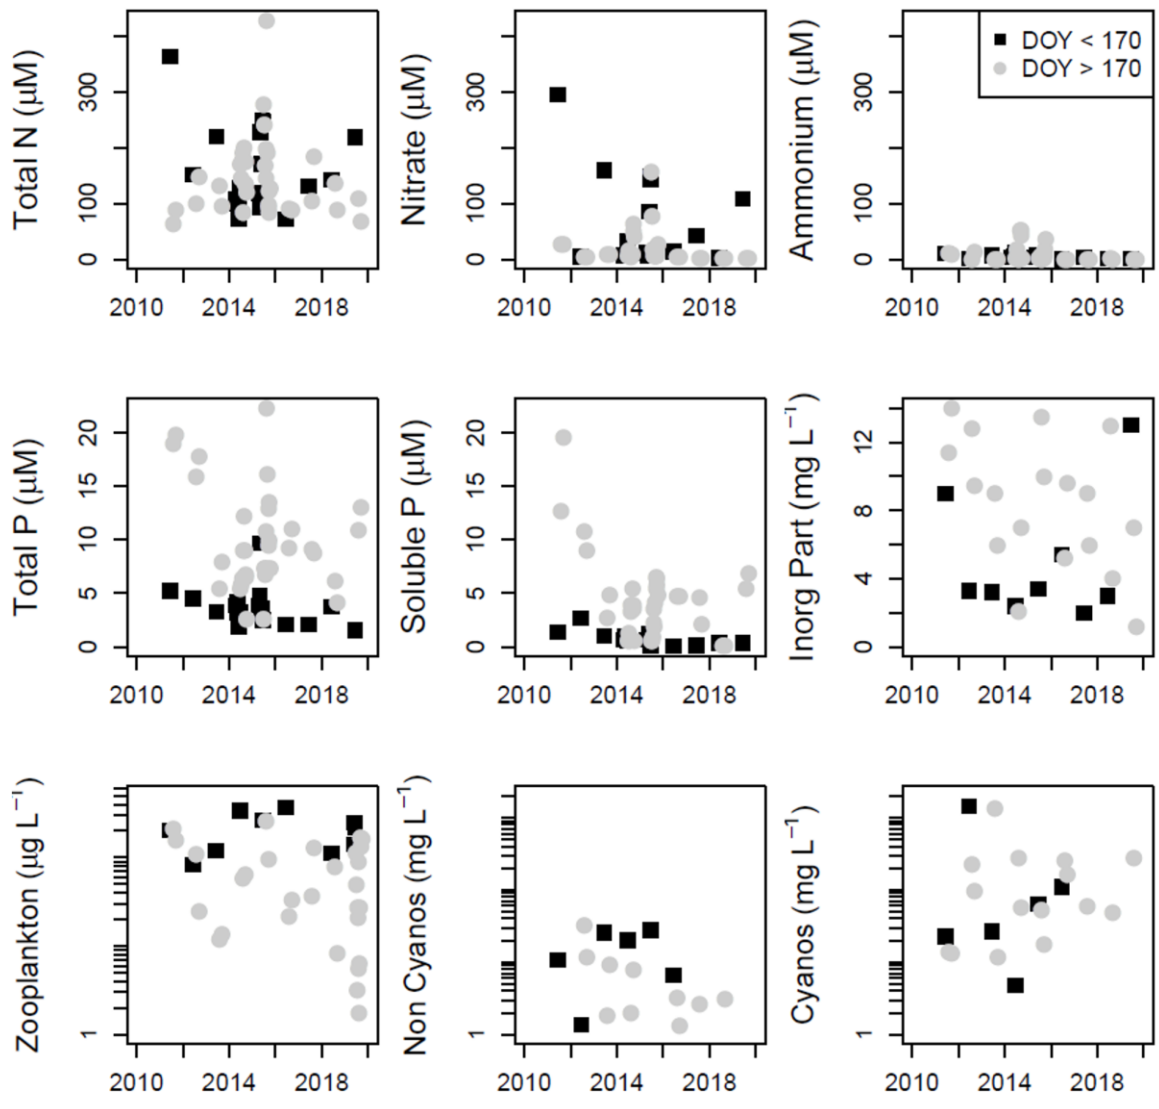 Total N (μM)
300
100
0
2010 2014 2018
Nitrate (μM)
300
100
0
2010 2014 2018
Ammonium (μM)
300
100
0
DOY < 170
DOY > 170
2010 2014 2018
Total P (μM)
20
15
10
5
0
2010 2014 2018
Soluble P (μM)
20
15
10
5
0
2010 2014 2018
Inorg Part (mg L⁻¹)
12
8
4
0
2010 2014 2018
Zooplankton (μg L⁻¹)
1
2010 2014 2018
Non Cyanos (mg L⁻¹)
1
2010 2014 2018
Cyanos (mg L⁻¹)
1
2010 2014 2018